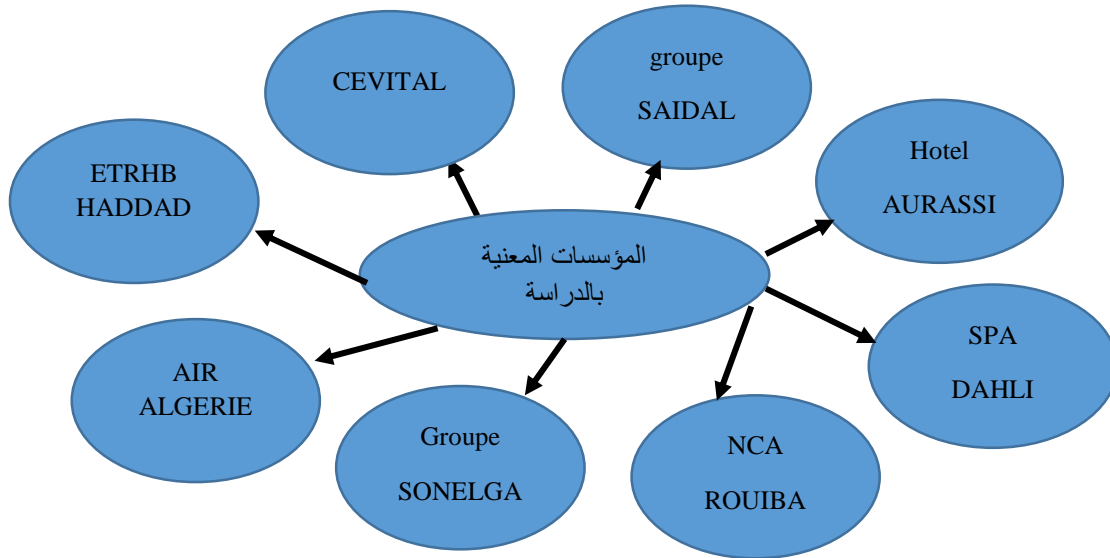 CEVITAL
groupe
SAIDAL
Hotel
AURASSI
ETRHB
HADDAD
المؤسسات المعنية
بالدراسة
SPA
DAHLI
AIR
ALGERIE
Groupe
SONELGA
NCA
ROUIBA